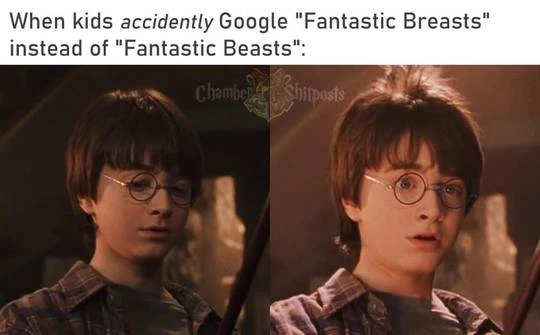 When kids accidently Google "Fantastic Breasts"
instead of "Fantastic Beasts":
Chamber Shitposts